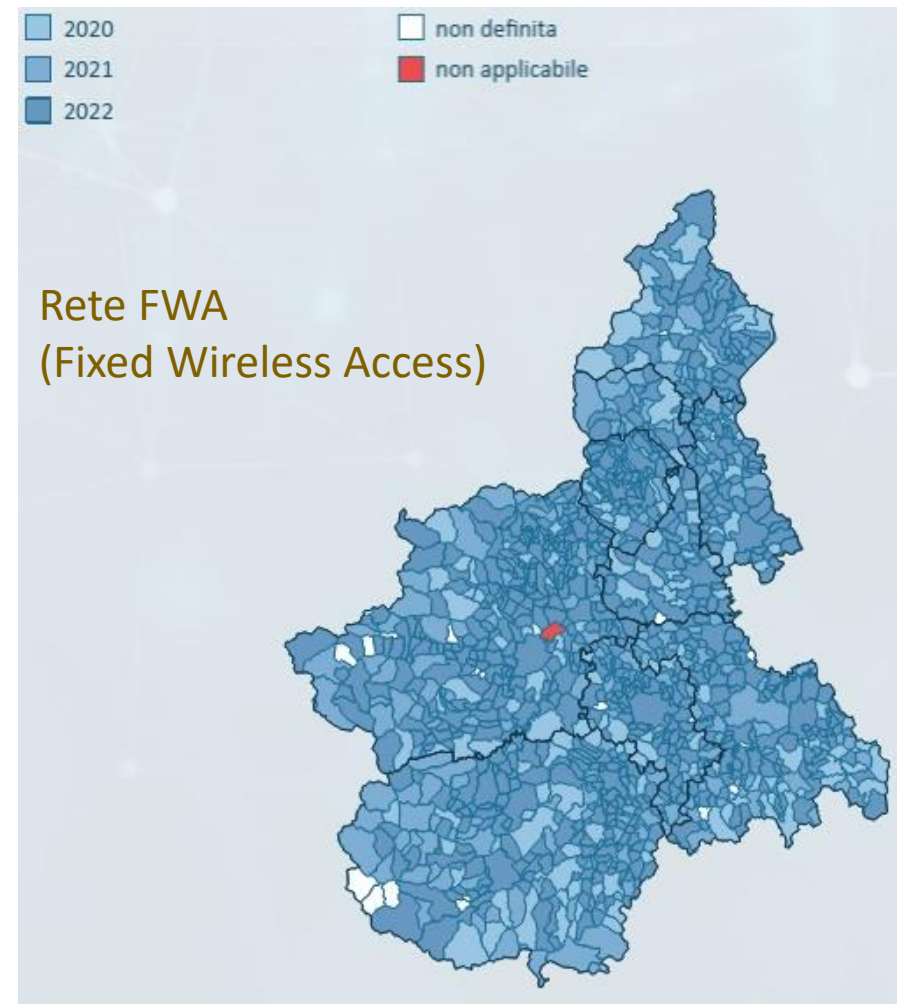 2020
2021
2022
non definita
non applicabile
Rete FWA
(Fixed Wireless Access)